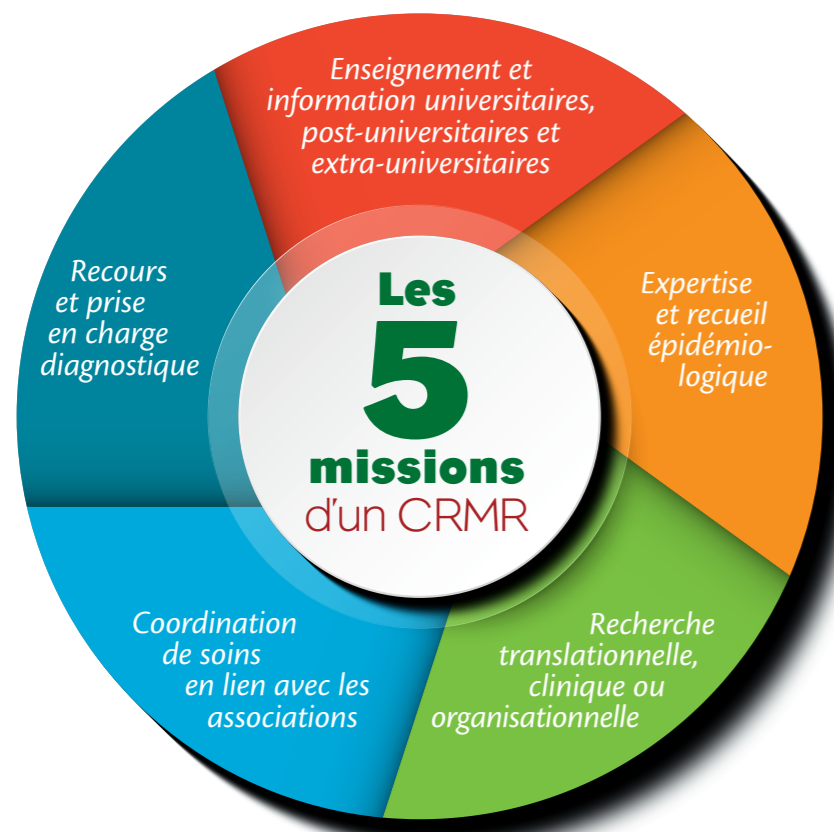 Les
5
missions
d'un CRMR
Enseignement et
information universitaires,
post-universitaires et
extra-universitaires
Expertise
et recueil
épidémio-
logique
Recherche
translationnelle,
clinique ou
organisationnelle
Coordination
de soins
en lien avec les
associations
Recours
et prise
en charge
diagnostique